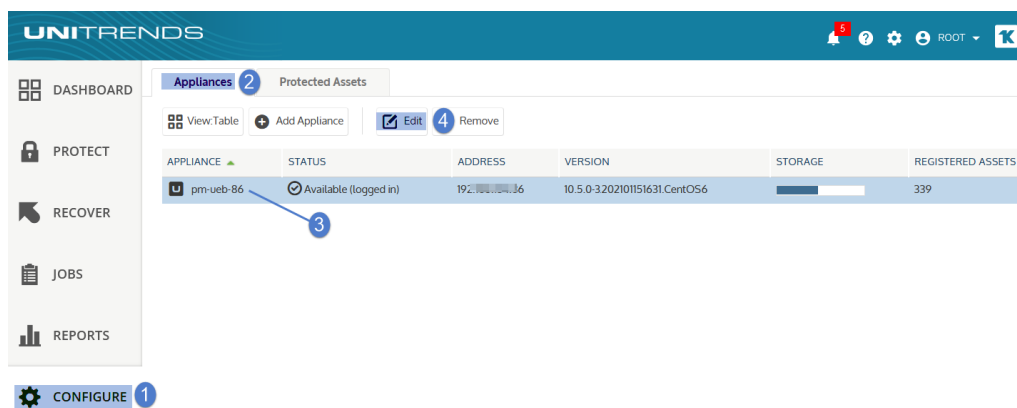 UNITRENDS
5
ROOT
DASHBOARD
PROTECT
RECOVER
JOBS
REPORTS
CONFIGURE 1
Appliances 2 Protected Assets
View:Table Add Appliance Edit 4 Remove
APPLIANCE STATUS ADDRESS VERSION STORAGE REGISTERED ASSETS
pm-ueb-86 Available (logged in) 10.5.0-3.202101151631.CentOS6 339
3